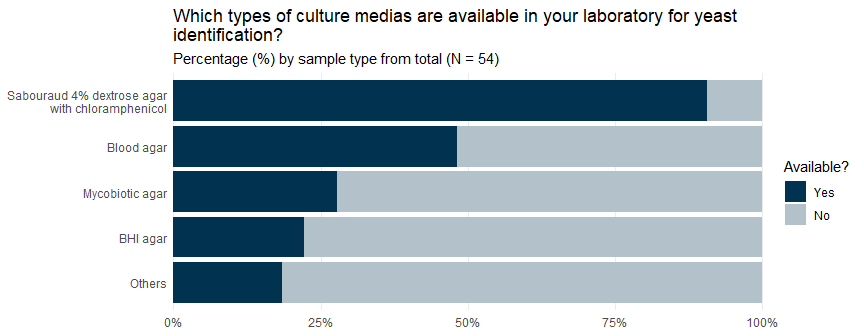 Which types of culture medias are available in your laboratory for yeast
identification?
Percentage (%) by sample type from total (N = 54)
Sabouraud 4% dextrose agar
with chloramphenicol
Blood agar
Mycobiotic agar
BHI agar
Others
0%
25%
50%
75%
100%
Available?
Yes
No